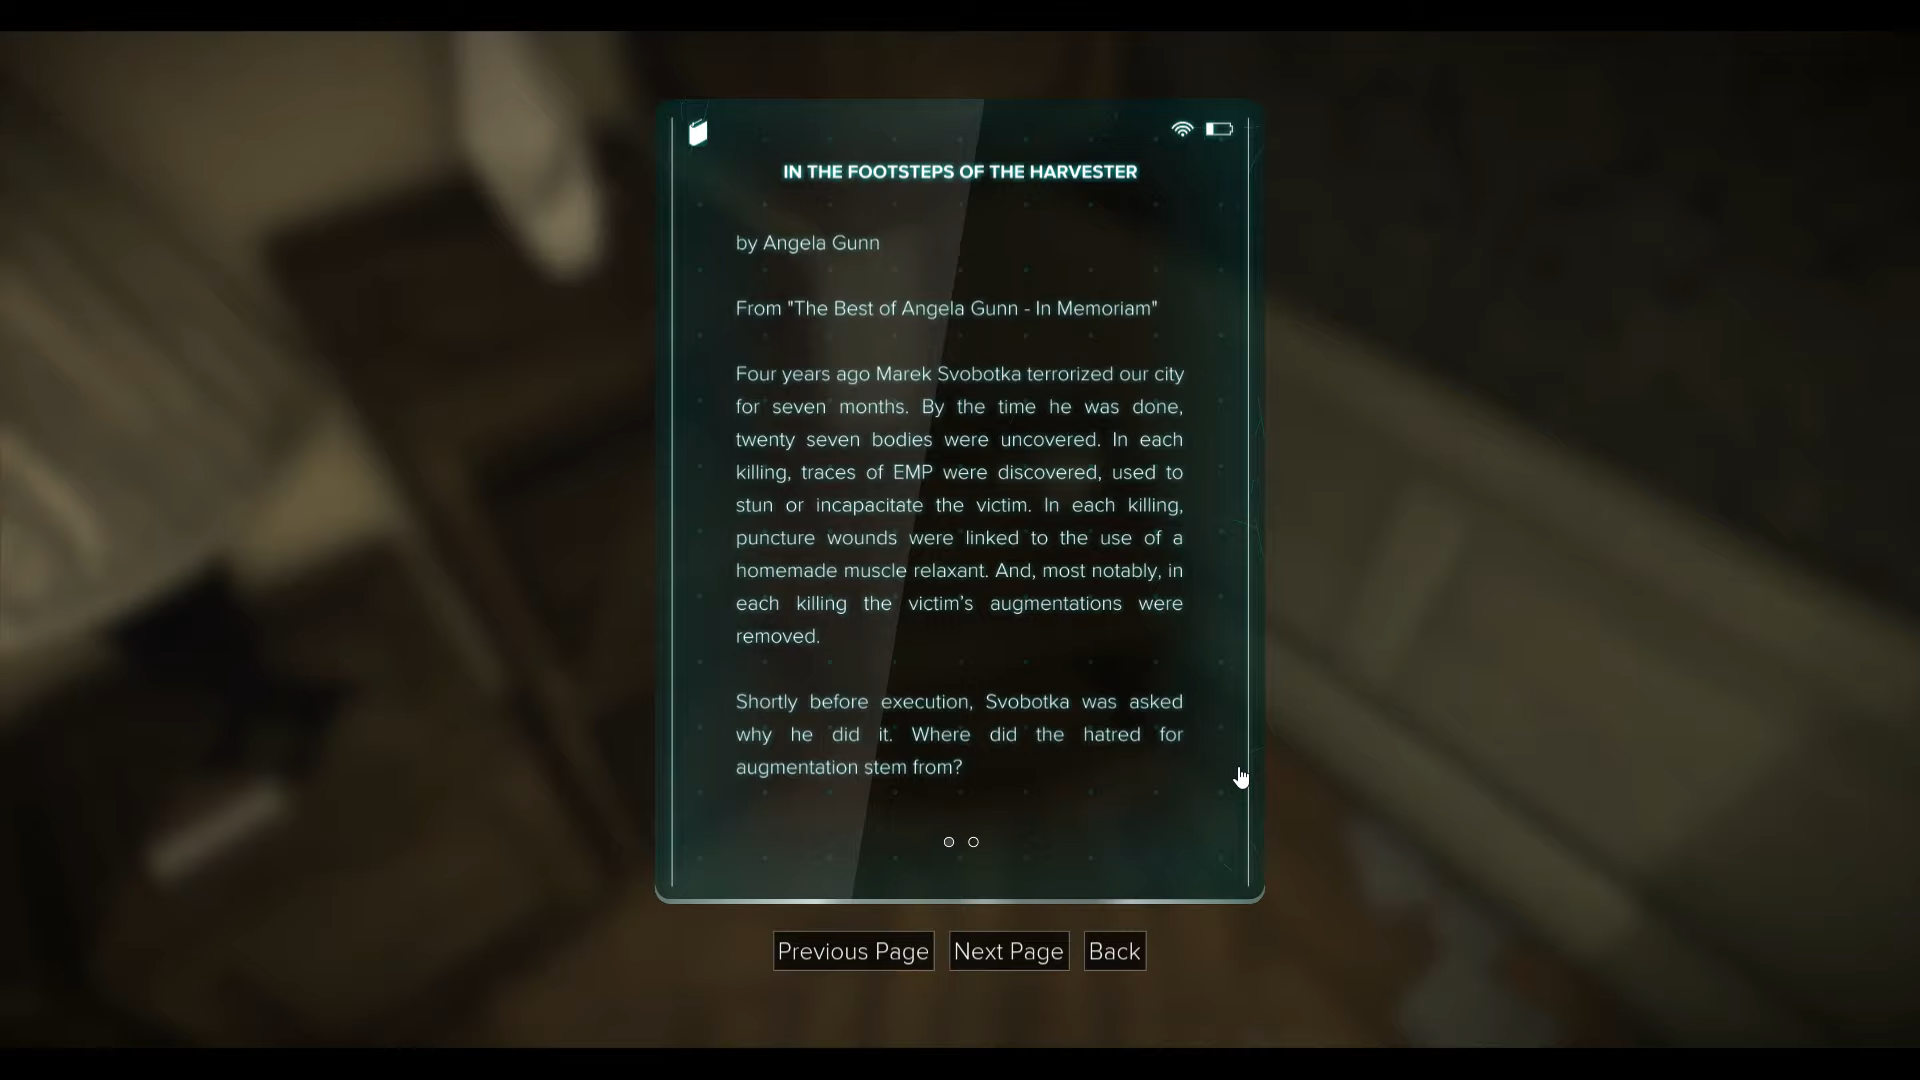 IN THE FOOTSTEPS OF THE HARVESTER
by Angela Gunn
From "The Best of Angela Gunn - In Memoriam"
Four years ago Marek Svobotka terrorized our city
for seven months. By the time he was done,
twenty seven bodies were uncovered. In each
killing, traces of EMP were discovered, used to
stun or incapacitate the victim. In each killing,
puncture wounds were linked to the use of a
homemade muscle relaxant. And, most notably, in
each killing the victim's augmentations were
removed.
Shortly before execution, Svobotka was asked
why he did it. Where did the hatred for
augmentation stem from?
Previous Page Next Page Back